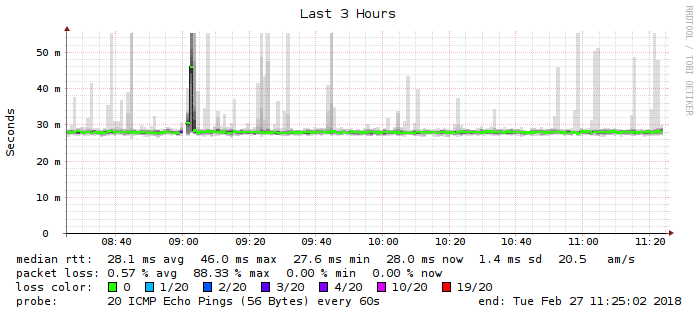 Last 3 Hours
RRDTOOL / TOBI OETIKER
Seconds
50 m
40 m
30 m
20 m
10 m
0
08:40 09:00 09:20 09:40 10:00 10:20 10:40 11:00 11:20
median rtt: 28.1 ms avg 46.0 ms max 27.6 ms min 28.0 ms now 1.4 ms sd 20.5 am/s
packet loss: 0.57 % avg 88.33 % max 0.00 % min 0.00 % now
loss color: 0 1/20 2/20 3/20 4/20 10/20 19/20
probe: 20 ICMP Echo Pings (56 Bytes) every 60s end: Tue Feb 27 11:25:02 2018